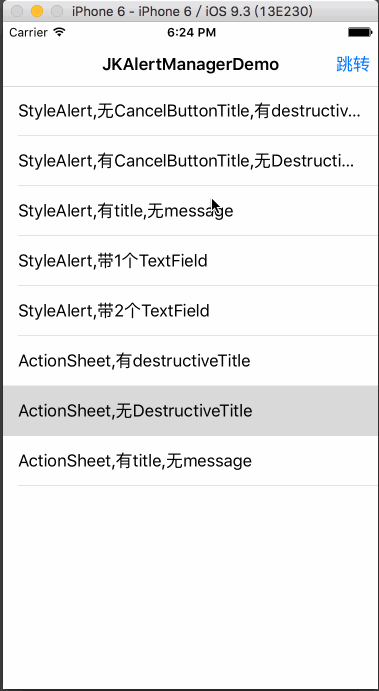 iPhone 6 - iPhone 6 / iOS 9.3 (13E230)
Carrier 6:24 PM
JKAlertManagerDemo 跳转
StyleAlert,无CancelButtonTitle,有destructiv...
StyleAlert,有CancelButtonTitle,无Destructi...
StyleAlert,有title,无message
StyleAlert,带1个TextField
StyleAlert,带2个TextField
ActionSheet,有destructiveTitle
ActionSheet,无DestructiveTitle
ActionSheet,有title,无message